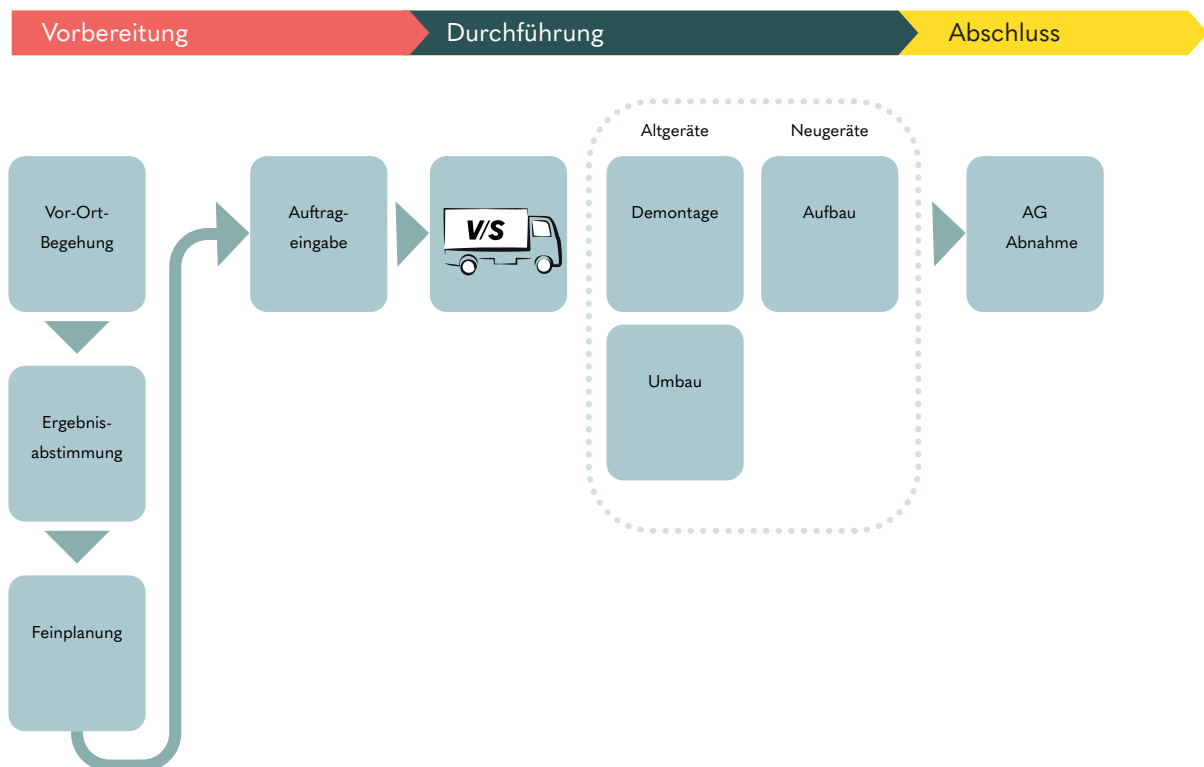 Vorbereitung
Durchführung
Abschluss
Altgeräte
Neugeräte
Vor-Ort-
Begehung
Auftrag-
eingabe
V/S
Demontage
Aufbau
AG
Abnahme
Umbau
Ergebnis-
abstimmung
Feinplanung